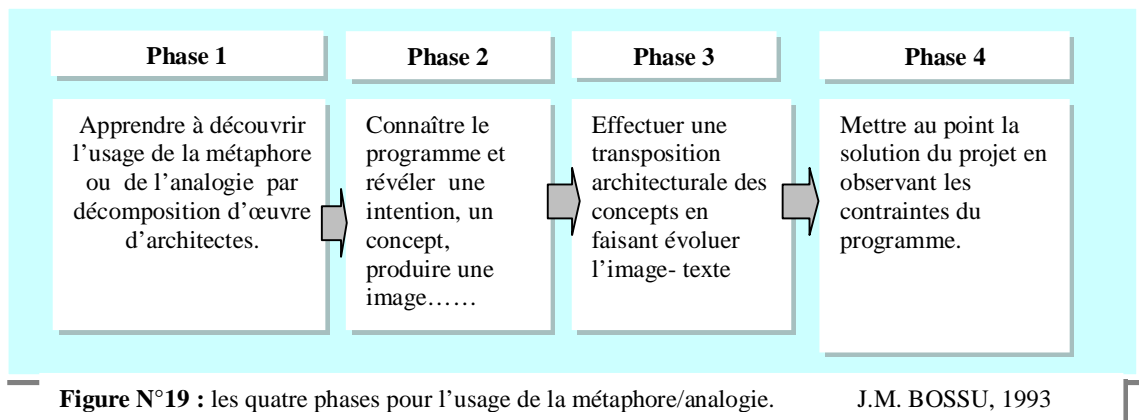 Phase 1
Apprendre à découvrir
l'usage de la métaphore
ou de l'analogie par
décomposition d'œuvre
d'architectes.
Phase 2
Connaître le
programme et
révéler une
intention, un
concept,
produire une
image……
Phase 3
Effectuer une
transposition
architecturale des
concepts en
faisant évoluer
l'image- texte
Phase 4
Mettre au point la
solution du projet en
observant les
contraintes du
programme.
Figure N°19 : les quatre phases pour l'usage de la métaphore/analogie. J.M. BOSSU, 1993